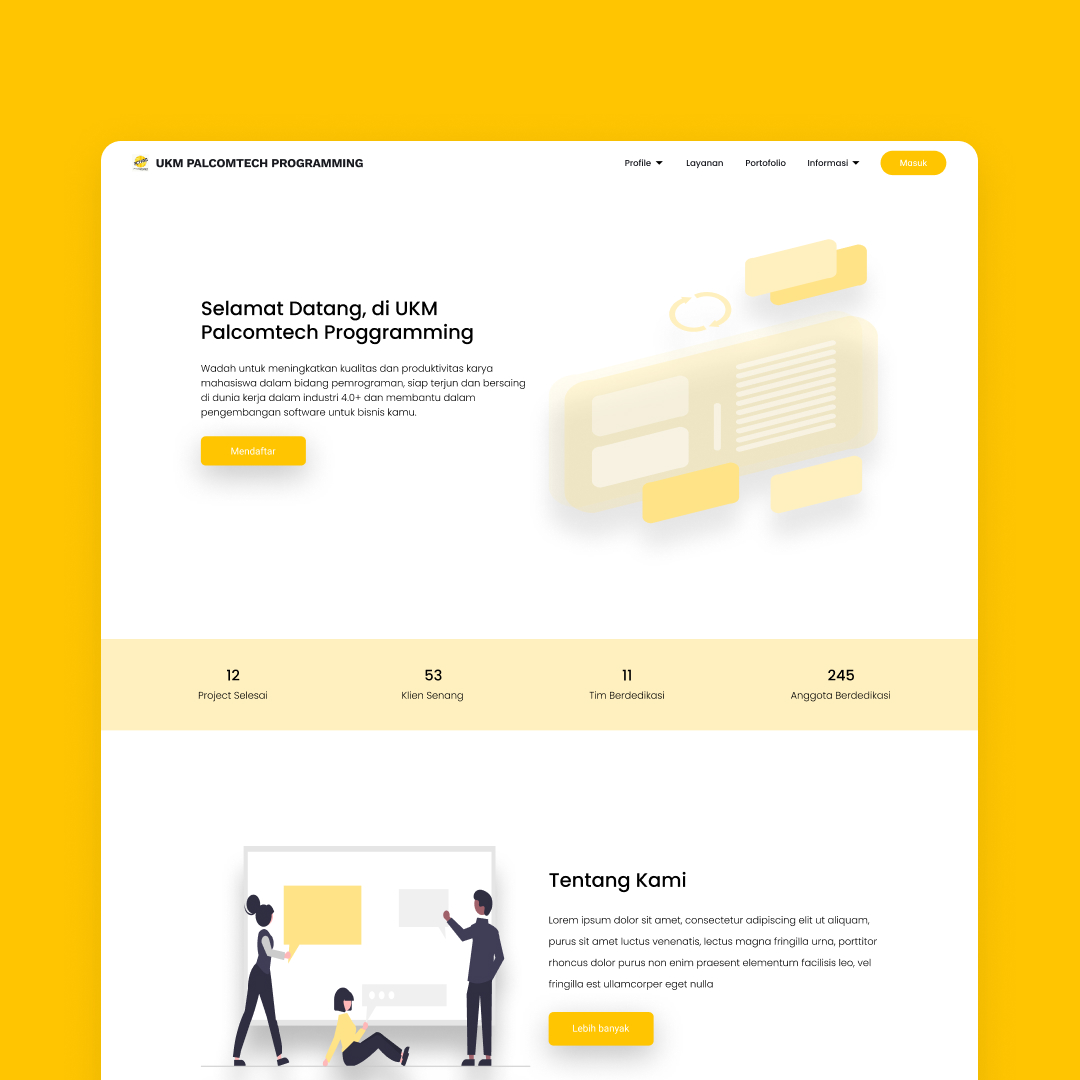 UKM PALCOMTECH PROGRAMMING
Profile
Layanan
Portofolio
Informasi
Masuk
Selamat Datang, di UKM
Palcomtech Proggramming
Wadah untuk meningkatkan kualitas dan produktivitas karya
mahasiswa dalam bidang pemrograman, siap terjun dan bersaing
di dunia kerja dalam industri 4.0+ dan membantu dalam
pengembangan software untuk bisnis kamu.
Mendaftar
12
Project Selesai
53
Klien Senang
11
Tim Berdedikasi
245
Anggota Berdedikasi
Tentang Kami
Lorem ipsum dolor sit amet, consectetur adipiscing elit ut aliquam,
purus sit amet luctus venenatis, lectus magna fringilla urna, porttitor
rhoncus dolor purus non enim praesent elementum facilisis leo, vel
fringilla est ullamcorper eget nulla
Lebih banyak